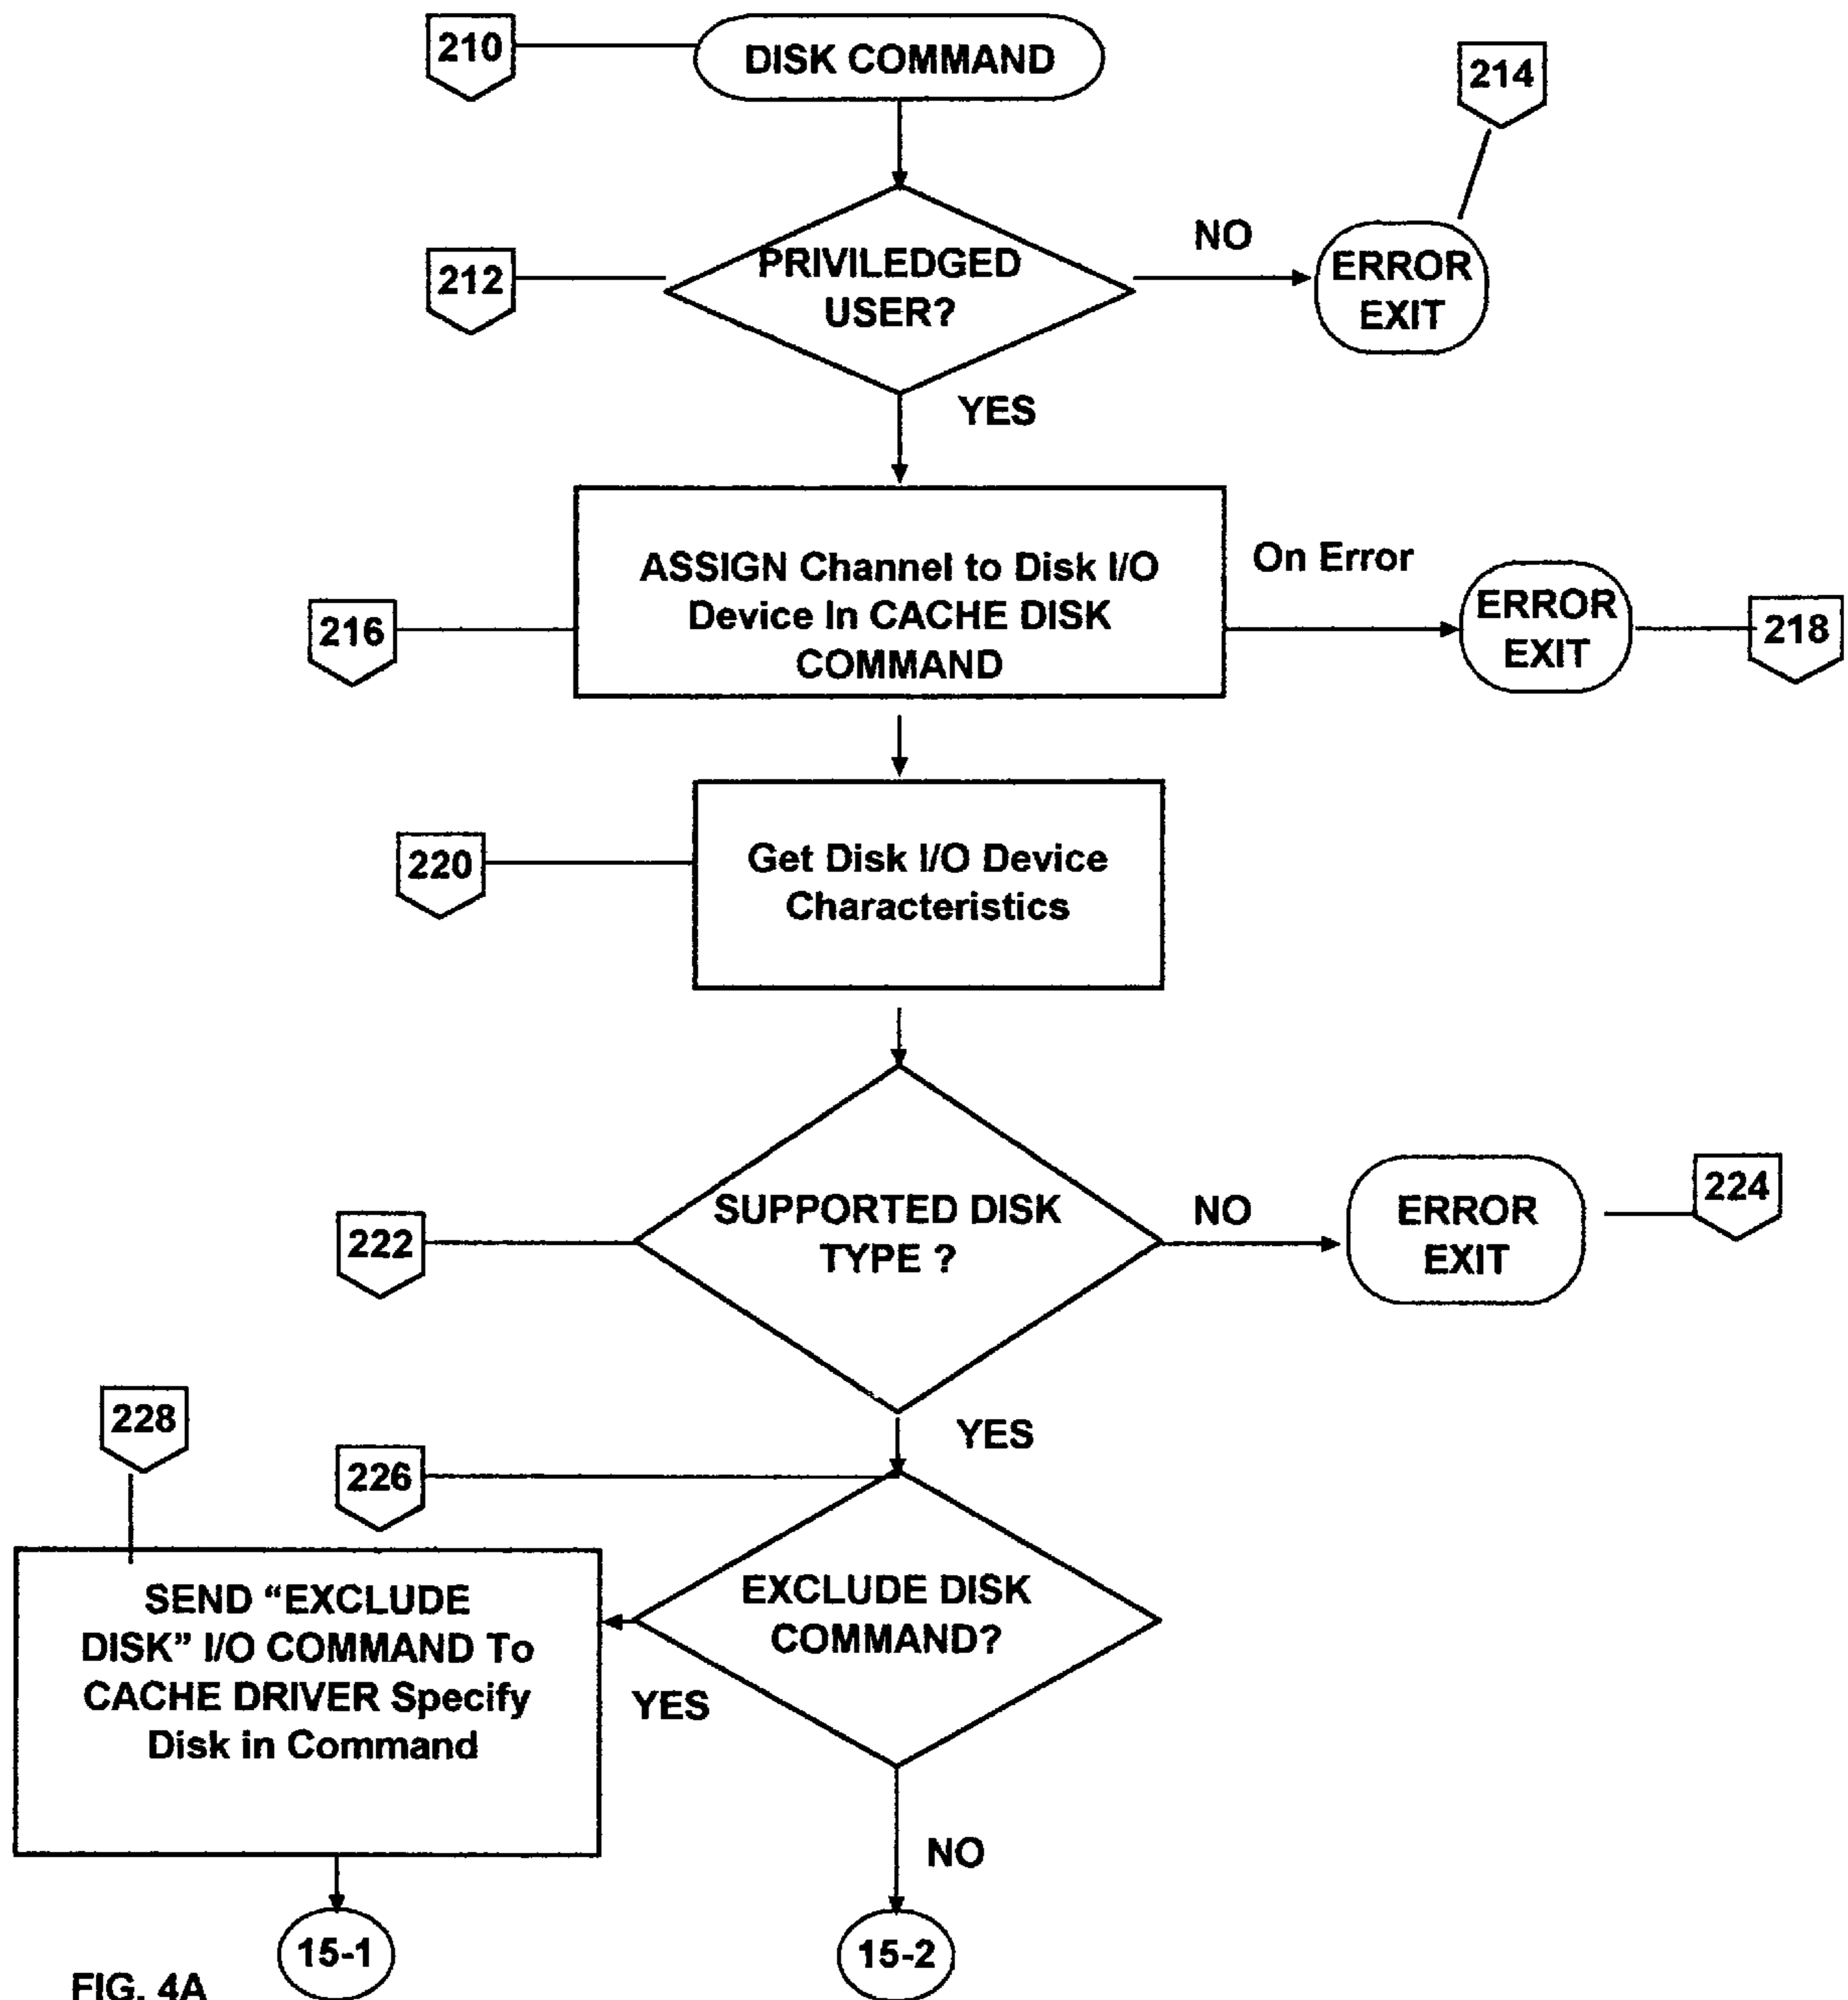 210
DISK COMMAND
214
212
PRIVILEDGED
USER?
NO
ERROR
EXIT
YES
216
ASSIGN Channel to Disk I/O
Device In CACHE DISK
COMMAND
On Error
ERROR
EXIT
218
220
Get Disk I/O Device
Characteristics
222
SUPPORTED DISK
TYPE ?
NO
ERROR
EXIT
224
YES
228
226
SEND “EXCLUDE
DISK” I/O COMMAND To
CACHE DRIVER Specify
Disk in Command
YES
EXCLUDE DISK
COMMAND?
NO
15-1
15-2
FIG. 4A